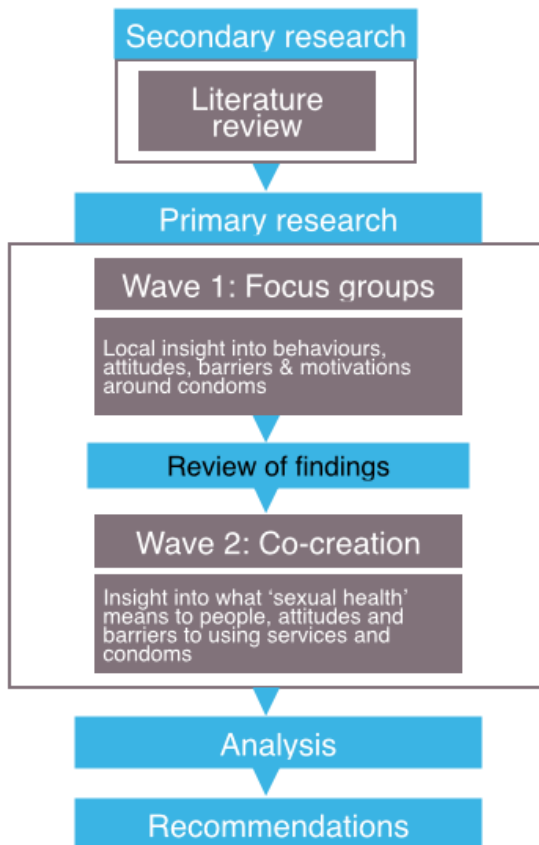 Secondary research
Literature
review
Primary research
Wave 1: Focus groups
Local insight into behaviours,
attitudes, barriers & motivations
around condoms
Review of findings
Wave 2: Co-creation
Insight into what ‘sexual health’
means to people, attitudes and
barriers to using services and
condoms
Analysis
Recommendations